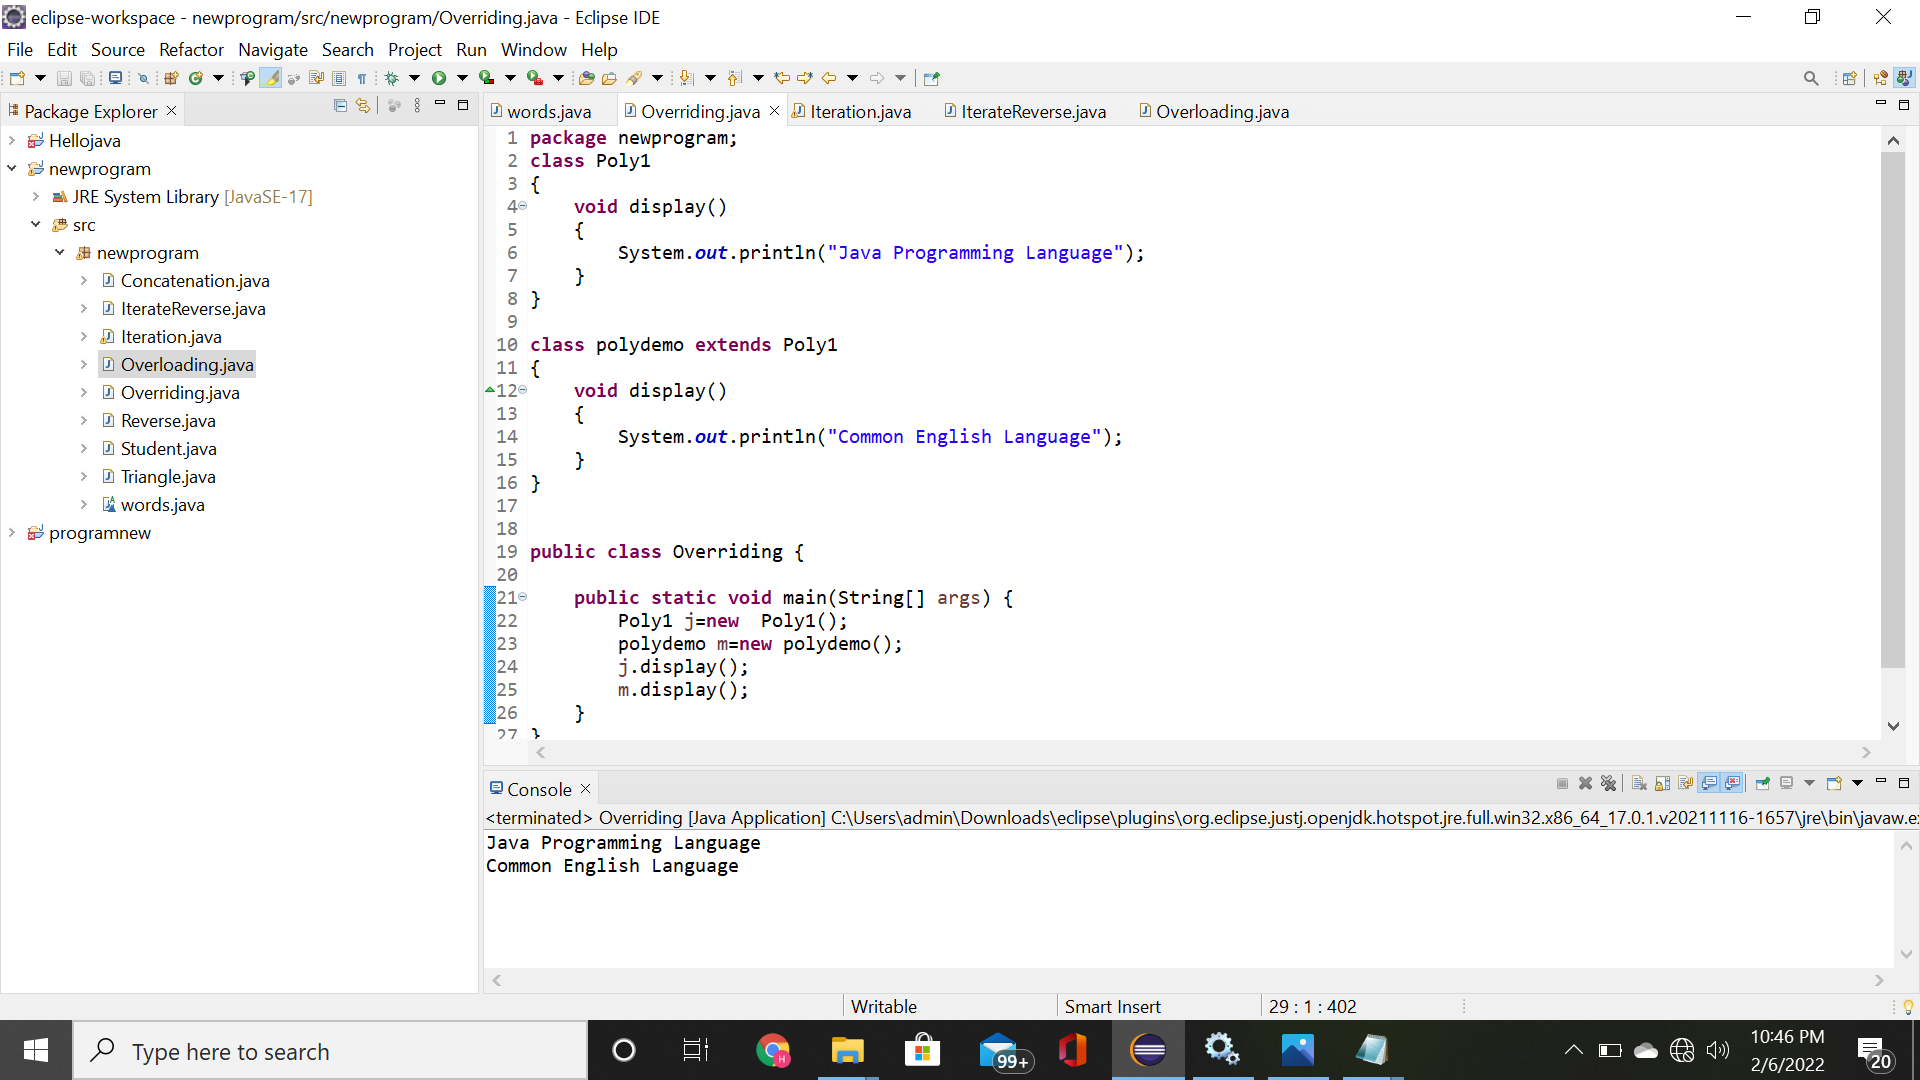 eclipse-workspace - newprogram/src/newprogram/Overriding.java - Eclipse IDE
File Edit Source Refactor Navigate Search Project Run Window Help
Package Explorer
Hellojava
newprogram
JRE System Library [JavaSE-17]
src
newprogram
Concatenation.java
IterateReverse.java
Iteration.java
Overloading.java
Overriding.java
Reverse.java
Student.java
Triangle.java
words.java
programnew
words.java Overriding.java Iteration.java IterateReverse.java Overloading.java
1 package newprogram;
2 class Poly1
3 {
4 void display()
5 {
6 System.out.println("Java Programming Language");
7 }
8 }
9
10 class polydemo extends Poly1
11 {
12 void display()
13 {
14 System.out.println("Common English Language");
15 }
16 }
17
18
19 public class Overriding {
20
21 public static void main(String[] args) {
22 Poly1 j=new  Poly1();
23 polydemo m=new polydemo();
24 j.display();
25 m.display();
26 }
27 }
Console
<terminated> Overriding [Java Application] C:\Users\admin\Downloads\eclipse\plugins\org.eclipse.justj.openjdk.hotspot.jre.full.win32.x86_64_17.0.1.v20211116-1657\jre\bin\javaw.ex
Java Programming Language
Common English Language
Writable Smart Insert 29 : 1 : 402
Type here to search
99+
10:46 PM
2/6/2022
20